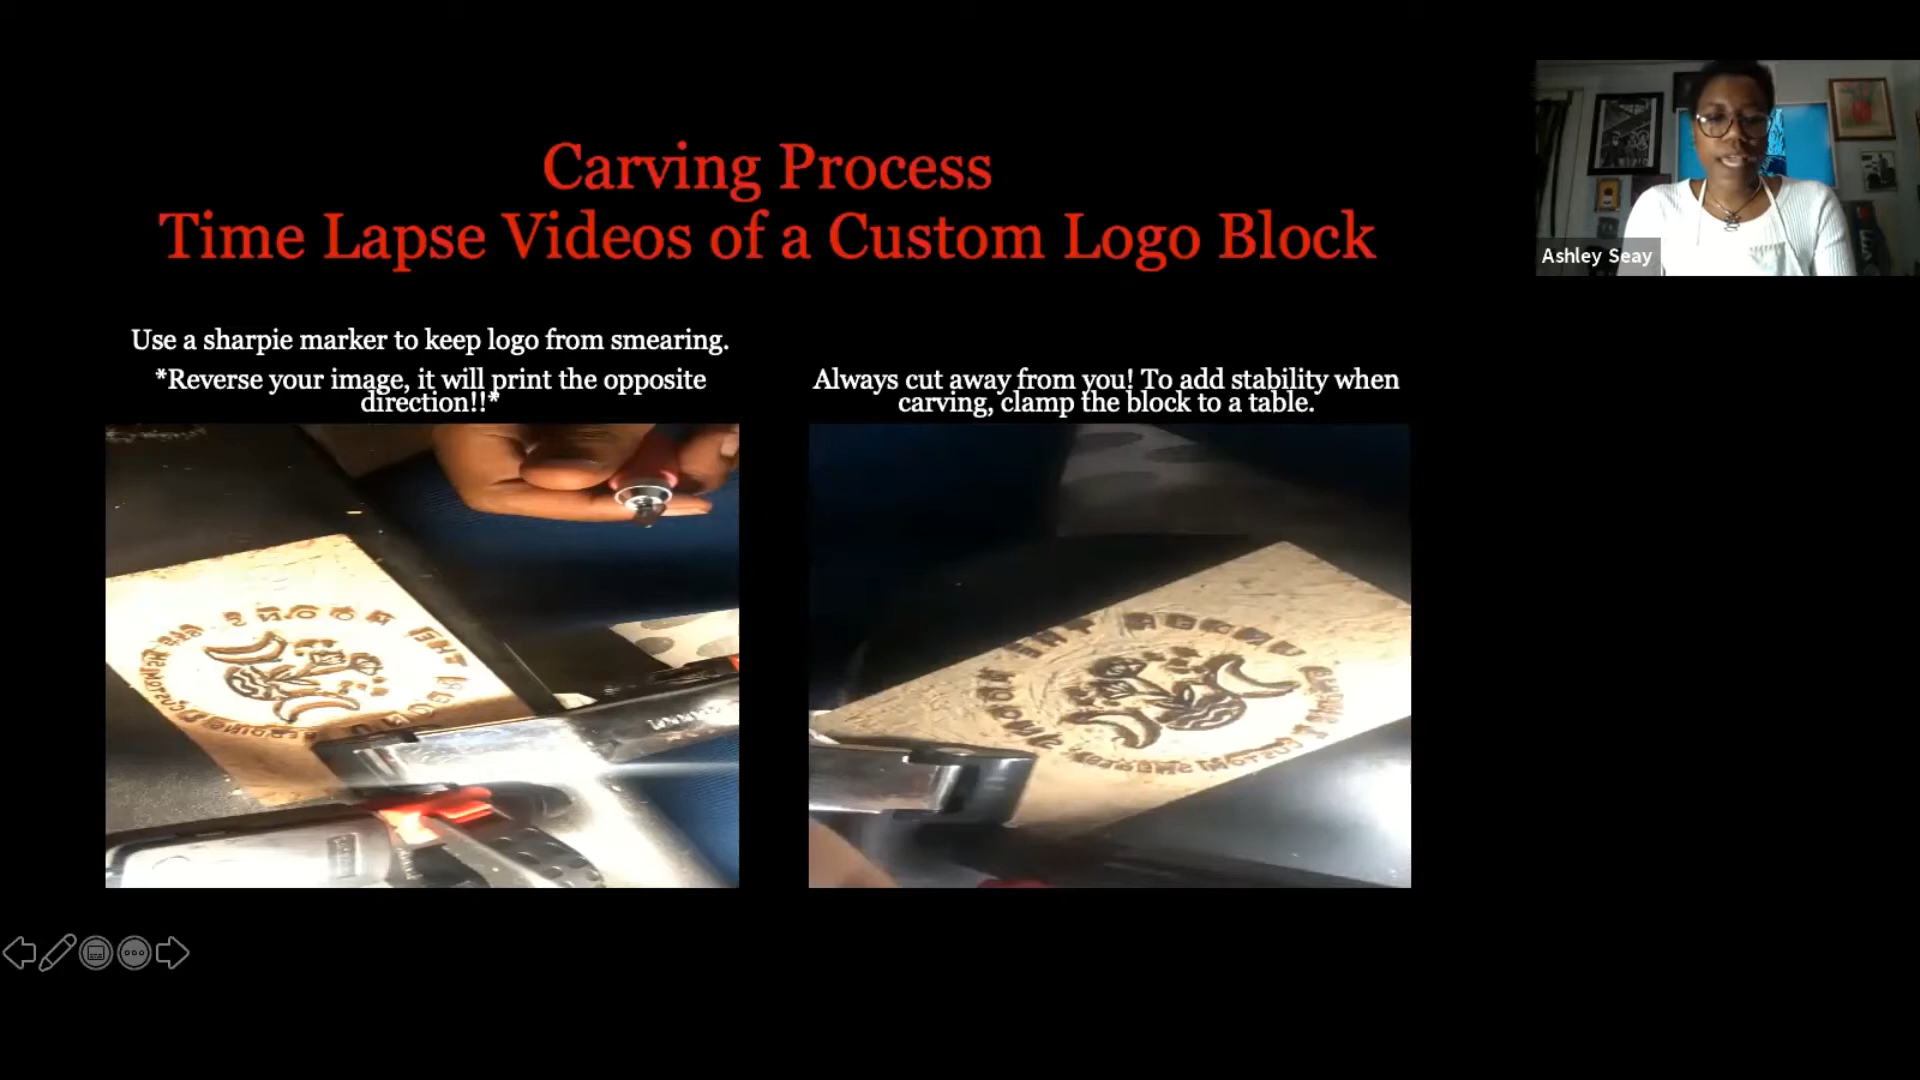 Carving Process
Time Lapse Videos of a Custom Logo Block
Use a sharpie marker to keep logo from smearing.
*Reverse your image, it will print the opposite
direction!!*
Always cut away from you! To add stability when
carving, clamp the block to a table.
Ashley Seay